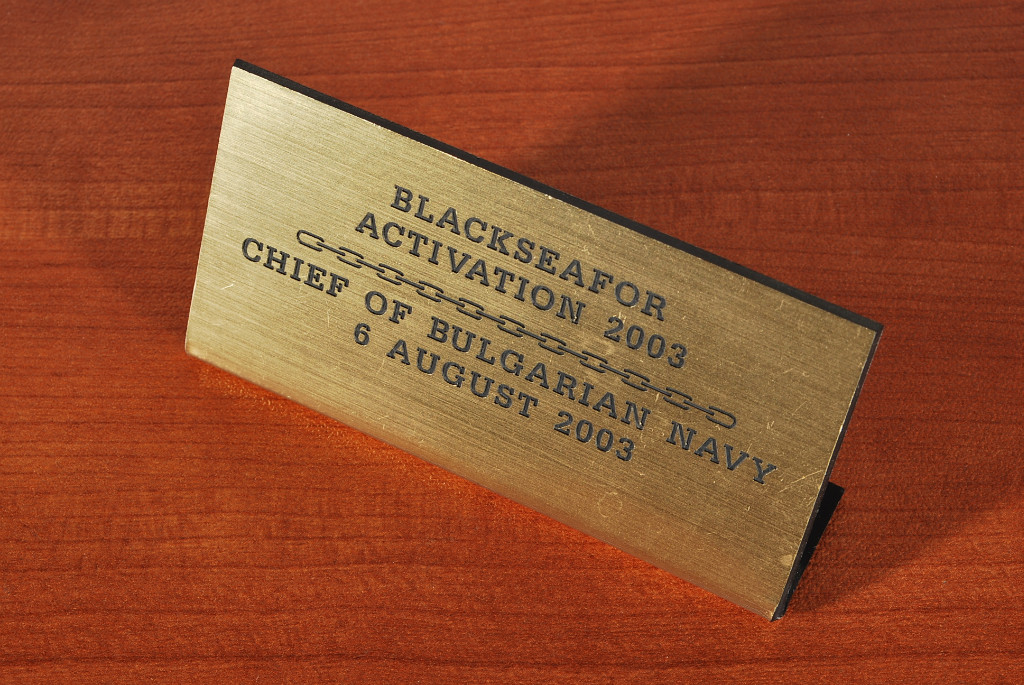 BLACKSEAFOR
ACTIVATION 2003
CHIEF OF BULGARIAN NAVY
6 AUGUST 2003